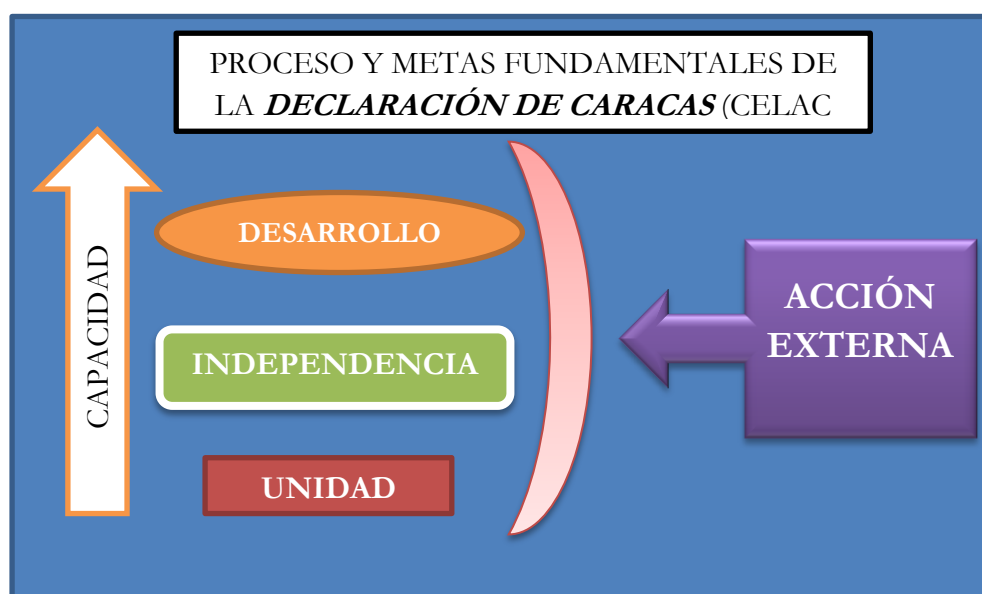 PROCESO Y METAS FUNDAMENTALES DE
LA DECLARACIÓN DE CARACAS (CELAC
CAPACIDAD
DESARROLLO
INDEPENDENCIA
UNIDAD
ACCIÓN
EXTERNA